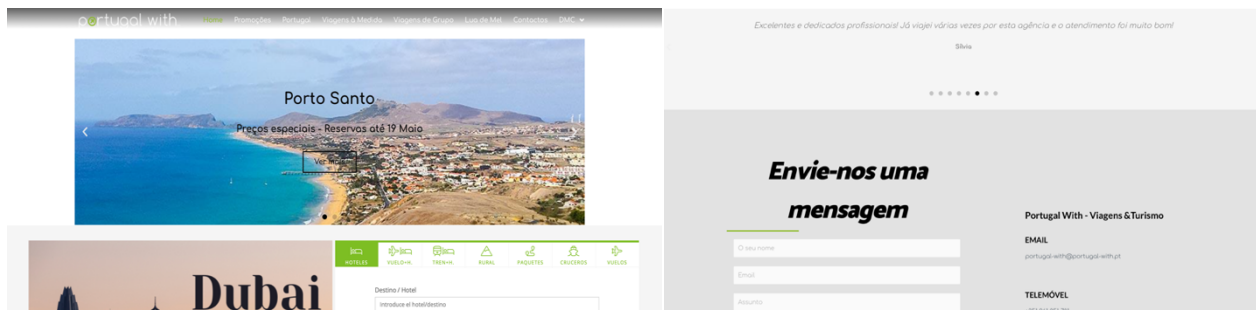 portugal with
Home Promoções Portugal Viagens à Medida Viagens de Grupo Lua de Mel Contactos DMC
Porto Santo
Preços especiais - Reservas até 19 Maio
Ver mais
Dubai
HOTELES VUELO+H. TREN+H. RURAL PAQUETES CRUCEROS VUELOS
Destino / Hotel
Introduce el hotel/destino
Excelentes e dedicados profissionais! Já viajei várias vezes por esta agência e o atendimento foi muito bom!
Sílvia
Envie-nos uma
mensagem
O seu nome
Email
Assunto
Portugal With - Viagens &Turismo
EMAIL
portugal-with@portugal-with.pt
TELEMÓVEL